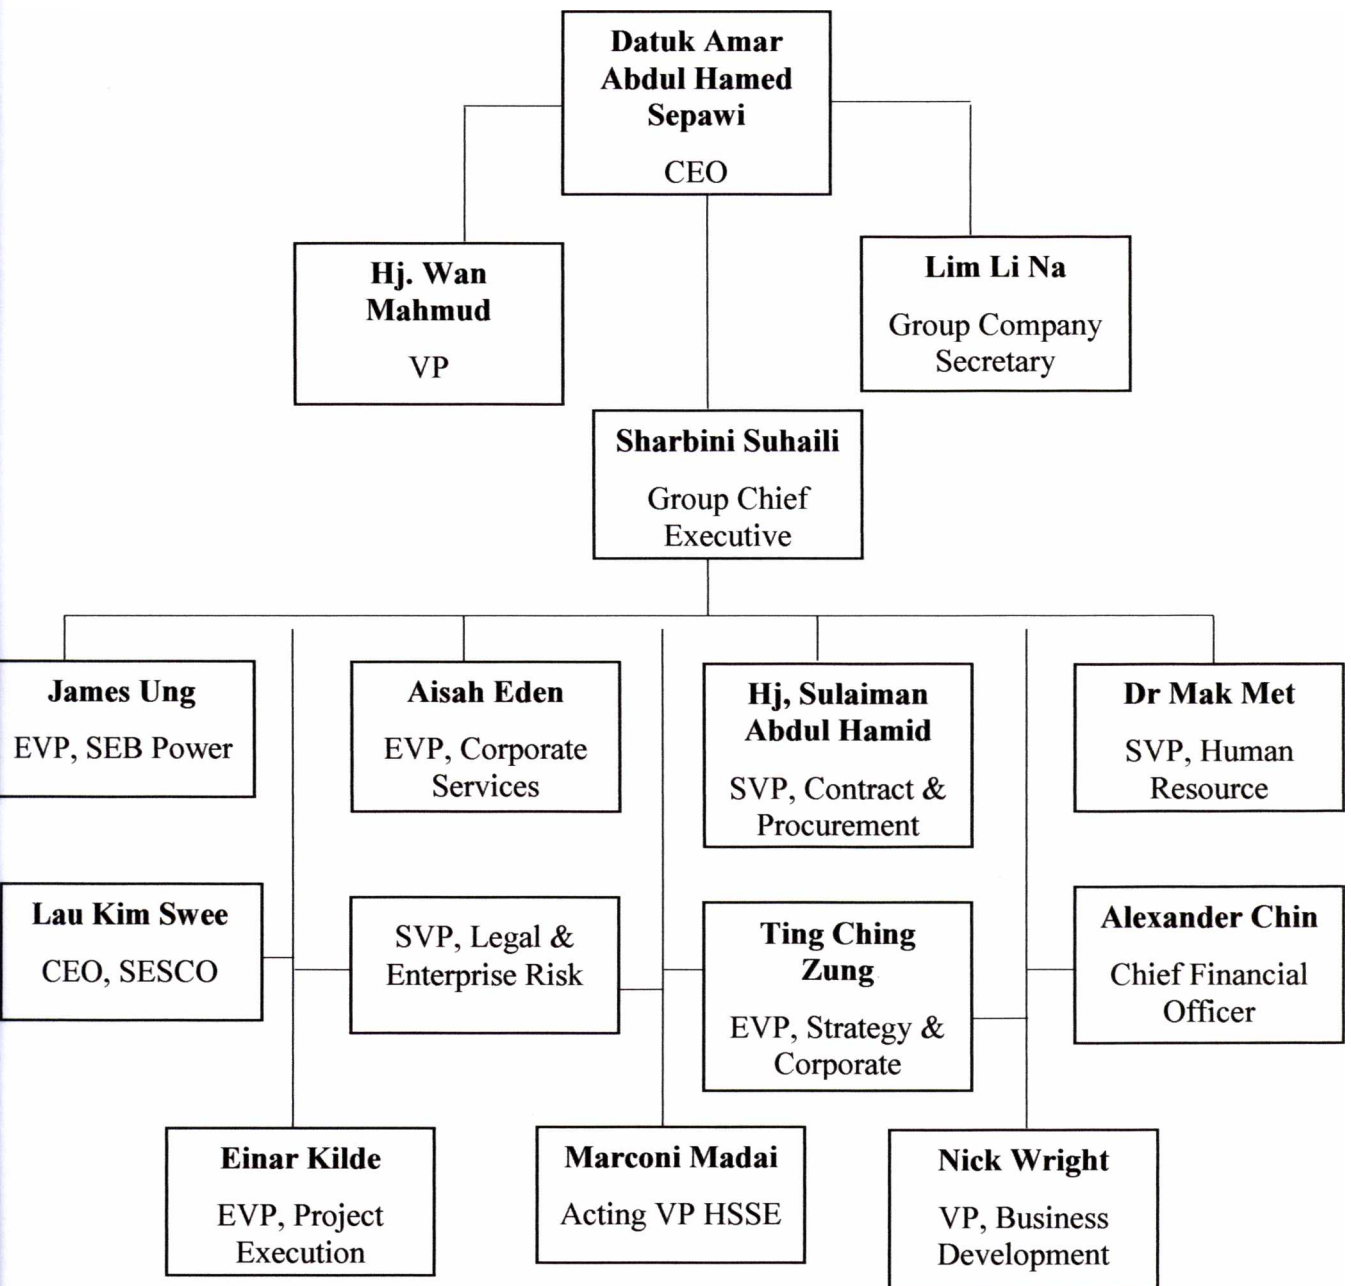 Datuk Amar
Abdul Hamed
Sepawi
CEO
Hj. Wan
Mahmud
VP
Lim Li Na
Group Company
Secretary
Sharbini Suhaili
Group Chief
Executive
James Ung
EVP, SEB Power
Aisah Eden
EVP, Corporate
Services
Hj, Sulaiman
Abdul Hamid
SVP, Contract &
Procurement
Dr Mak Met
SVP, Human
Resource
Lau Kim Swee
CEO, SESCO
SVP, Legal &
Enterprise Risk
Ting Ching
Zung
EVP, Strategy &
Corporate
Alexander Chin
Chief Financial
Officer
Einar Kilde
EVP, Project
Execution
Marconi Madai
Acting VP HSSE
Nick Wright
VP, Business
Development